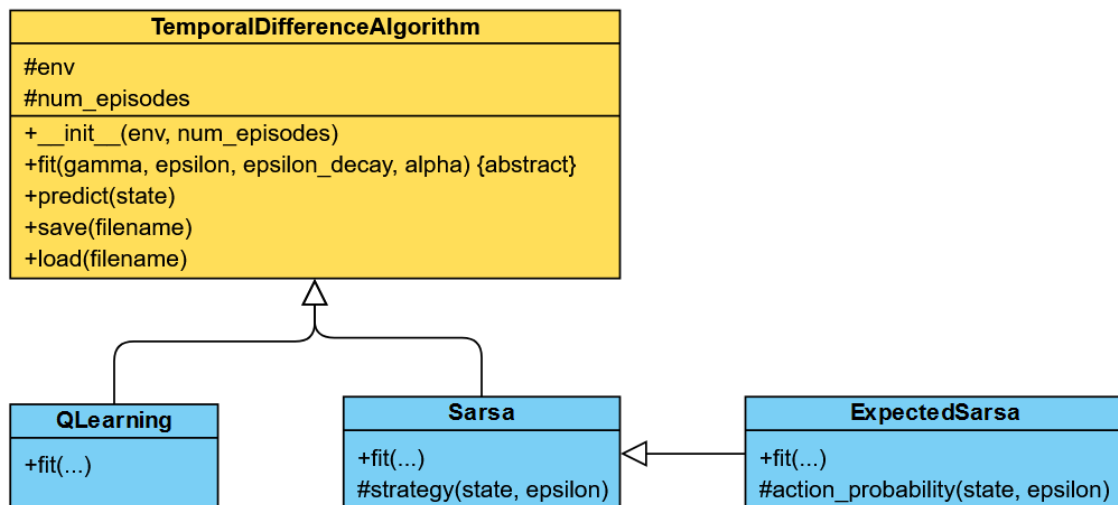 TemporalDifferenceAlgorithm
#env
#num_episodes
+__init__(env, num_episodes)
+fit(gamma, epsilon, epsilon_decay, alpha) {abstract}
+predict(state)
+save(filename)
+load(filename)
QLearning
+fit(...)
Sarsa
+fit(...)
#strategy(state, epsilon)
ExpectedSarsa
+fit(...)
#action_probability(state, epsilon)